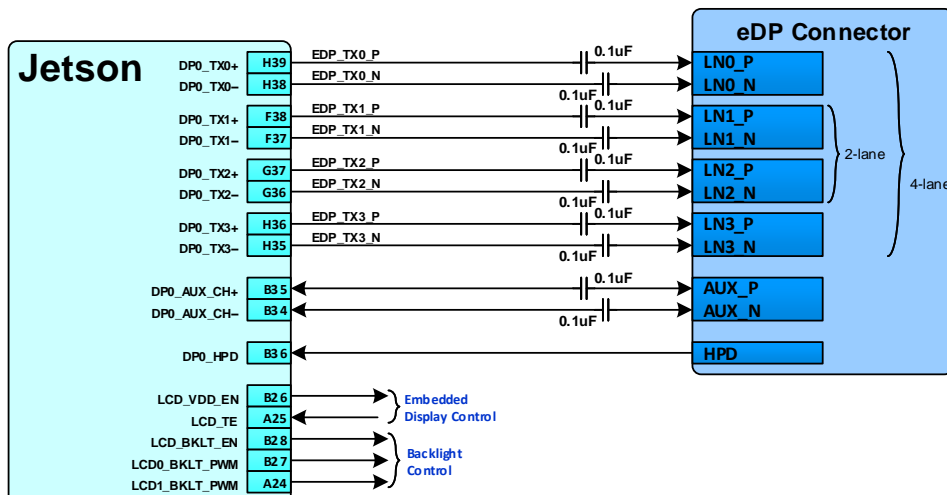 eDP Connector
Jetson
DP0_TX0+ H39 EDP_TX0_P 0.1uF LN0_P
DP0_TX0– H38 EDP_TX0_N 0.1uF LN0_N
DP0_TX1+ F38 EDP_TX1_P 0.1uF LN1_P
DP0_TX1– F37 EDP_TX1_N 0.1uF LN1_N
2-lane
DP0_TX2+ G37 EDP_TX2_P 0.1uF LN2_P
DP0_TX2– G36 EDP_TX2_N 0.1uF LN2_N
4-lane
DP0_TX3+ H36 EDP_TX3_P 0.1uF LN3_P
DP0_TX3– H35 EDP_TX3_N 0.1uF LN3_N
DP0_AUX_CH+ B35 0.1uF AUX_P
DP0_AUX_CH– B34 0.1uF AUX_N
DP0_HPD B36 HPD
LCD_VDD_EN B26
LCD_TE A25
Embedded
Display Control
LCD_BKLT_EN B28
LCD0_BKLT_PWM B27
LCD1_BKLT_PWM A24
Backlight
Control